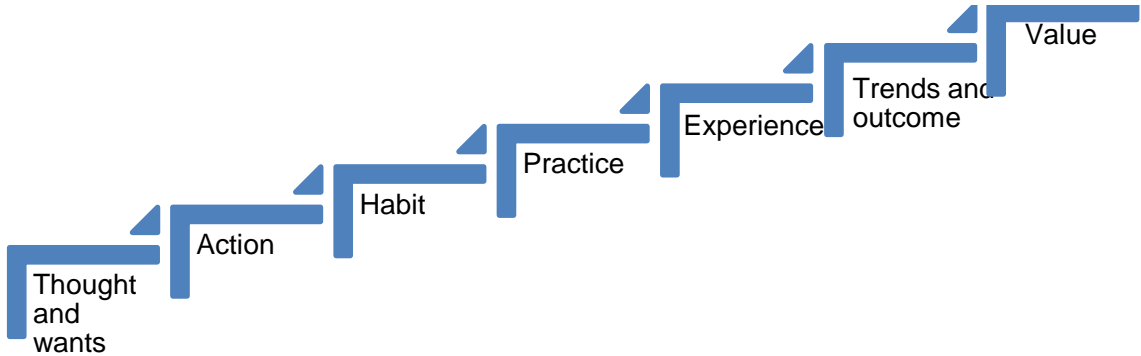 Thought
and
wants
Action
Habit
Practice
Experience
Trends and
outcome
Value